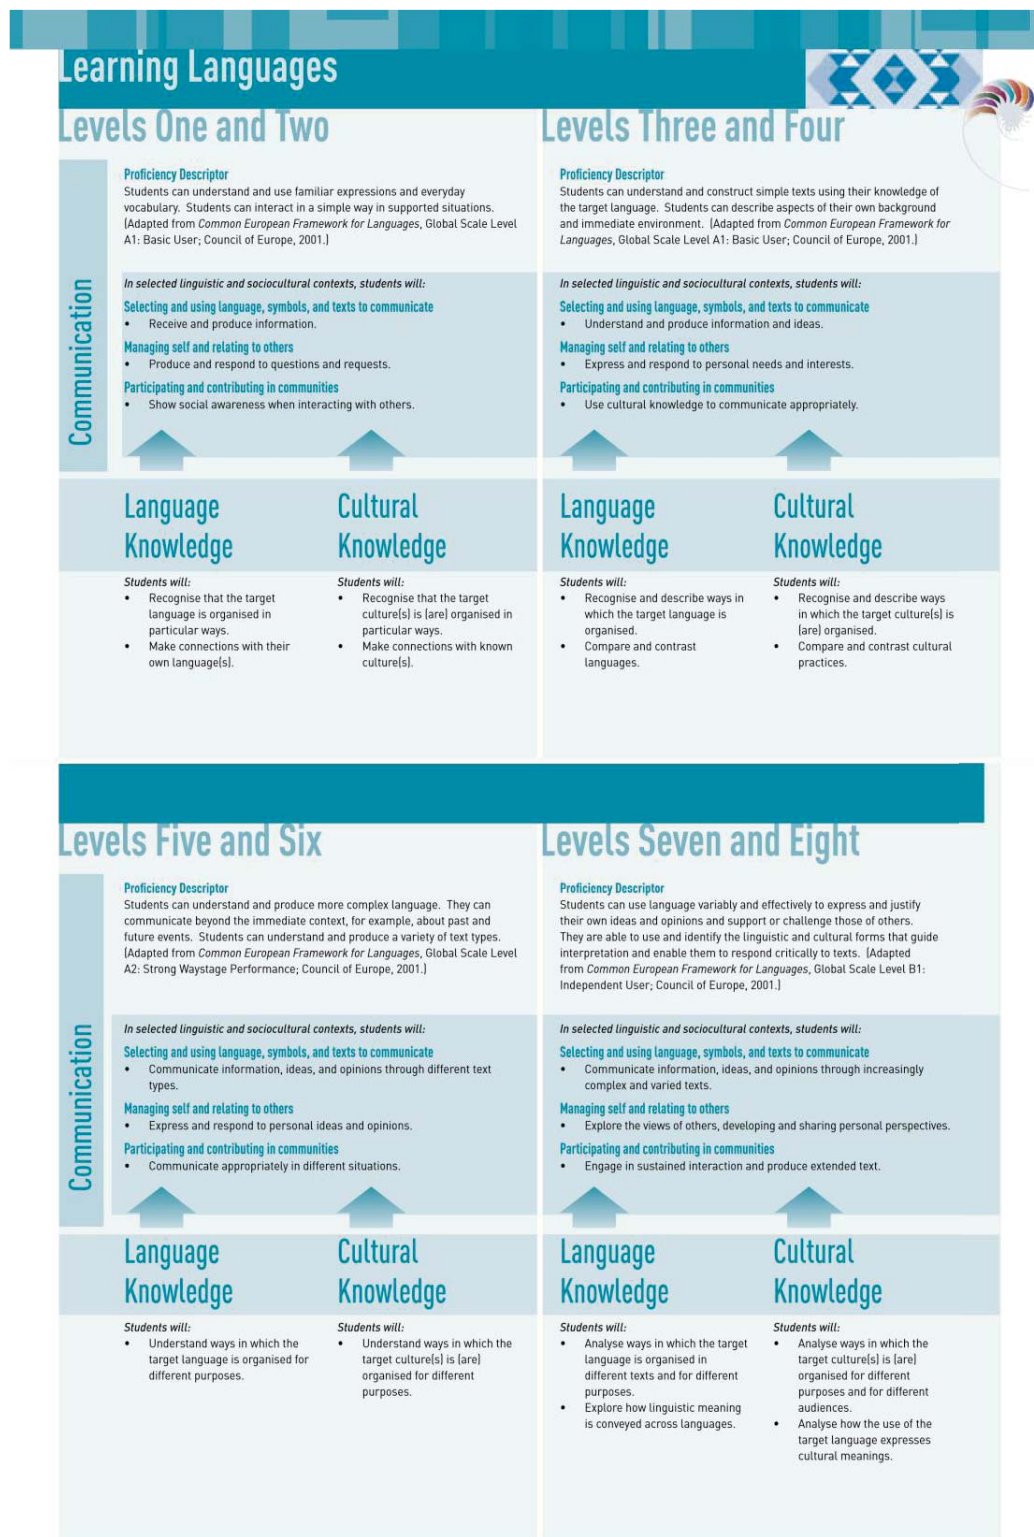 Learning Languages
Levels One and Two
Proficiency Descriptor
Students can understand and use familiar expressions and everyday
vocabulary. Students can interact in a simple way in supported situations.
(Adapted from Common European Framework for Languages, Global Scale Level
A1: Basic User; Council of Europe, 2001.)
Communication
In selected linguistic and sociocultural contexts, students will:
Selecting and using language, symbols, and texts to communicate
• Receive and produce information.
Managing self and relating to others
• Produce and respond to questions and requests.
Participating and contributing in communities
• Show social awareness when interacting with others.
Language
Knowledge
Students will:
• Recognise that the target
language is organised in
particular ways.
• Make connections with their
own language(s).
Cultural
Knowledge
Students will:
• Recognise that the target
culture(s) is (are) organised in
particular ways.
• Make connections with known
culture(s).
Levels Three and Four
Proficiency Descriptor
Students can understand and construct simple texts using their knowledge of
the target language. Students can describe aspects of their own background
and immediate environment. (Adapted from Common European Framework for
Languages, Global Scale Level A1: Basic User; Council of Europe, 2001.)
In selected linguistic and sociocultural contexts, students will:
Selecting and using language, symbols, and texts to communicate
• Understand and produce information and ideas.
Managing self and relating to others
• Express and respond to personal needs and interests.
Participating and contributing in communities
• Use cultural knowledge to communicate appropriately.
Language
Knowledge
Students will:
• Recognise and describe ways in
which the target language is
organised.
• Compare and contrast
languages.
Cultural
Knowledge
Students will:
• Recognise and describe ways
in which the target culture(s) is
(are) organised.
• Compare and contrast cultural
practices.
Levels Five and Six
Proficiency Descriptor
Students can understand and produce more complex language. They can
communicate beyond the immediate context, for example, about past and
future events. Students can understand and produce a variety of text types.
(Adapted from Common European Framework for Languages, Global Scale Level
A2: Strong Waystage Performance; Council of Europe, 2001.)
Communication
In selected linguistic and sociocultural contexts, students will:
Selecting and using language, symbols, and texts to communicate
• Communicate information, ideas, and opinions through different text
types.
Managing self and relating to others
• Express and respond to personal ideas and opinions.
Participating and contributing in communities
• Communicate appropriately in different situations.
Language
Knowledge
Students will:
• Understand ways in which the
target language is organised for
different purposes.
Cultural
Knowledge
Students will:
• Understand ways in which the
target culture(s) is (are)
organised for different
purposes.
Levels Seven and Eight
Proficiency Descriptor
Students can use language variably and effectively to express and justify
their own ideas and opinions and support or challenge those of others.
They are able to use and identify the linguistic and cultural forms that guide
interpretation and enable them to respond critically to texts. (Adapted
from Common European Framework for Languages, Global Scale Level B1:
Independent User; Council of Europe, 2001.)
In selected linguistic and sociocultural contexts, students will:
Selecting and using language, symbols, and texts to communicate
• Communicate information, ideas, and opinions through increasingly
complex and varied texts.
Managing self and relating to others
• Explore the views of others, developing and sharing personal perspectives.
Participating and contributing in communities
• Engage in sustained interaction and produce extended text.
Language
Knowledge
Students will:
• Analyse ways in which the target
language is organised in
different texts and for different
purposes.
• Explore how linguistic meaning
is conveyed across languages.
Cultural
Knowledge
Students will:
• Analyse ways in which the
target culture(s) is (are)
organised for different
purposes and for different
audiences.
• Analyse how the use of the
target language expresses
cultural meanings.